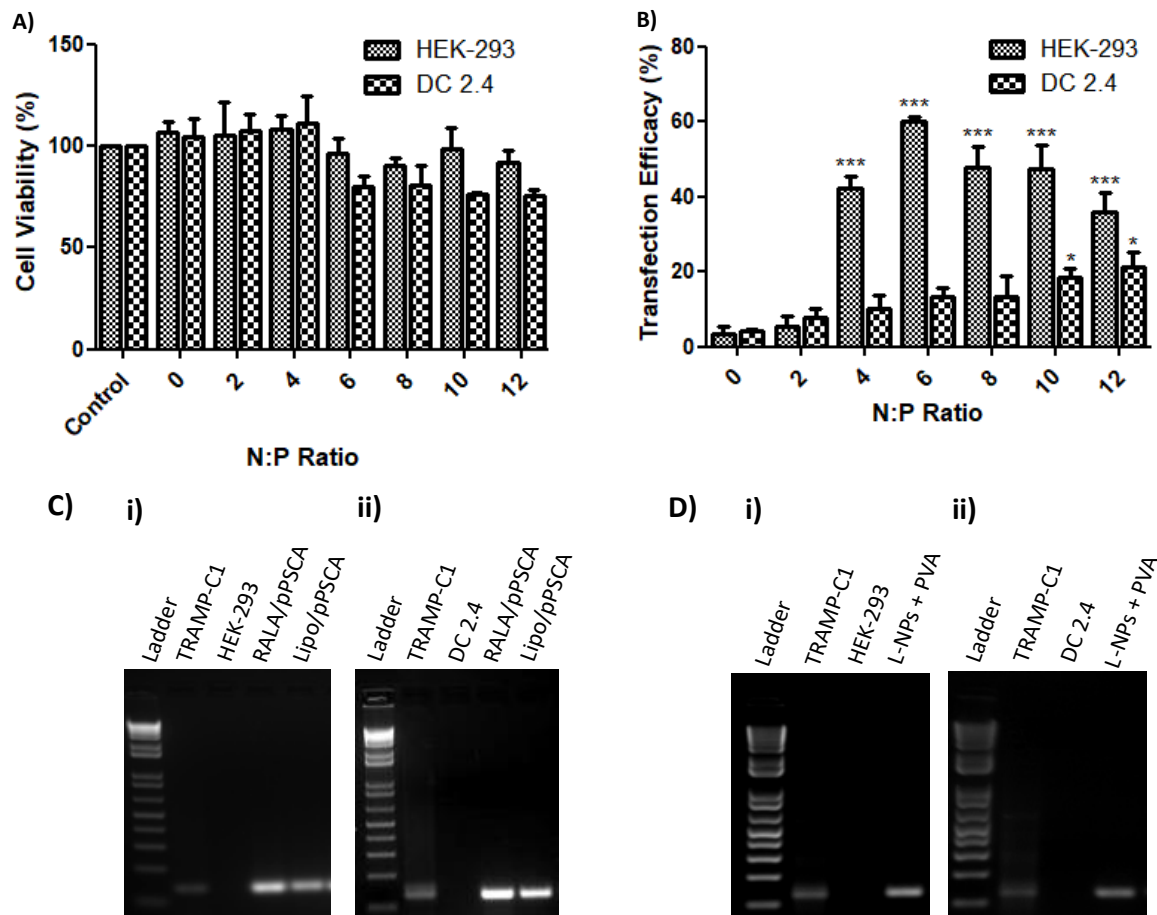 A)
Cell Viability (%)
150
100
50
0
HEK-293
DC 2.4
Control 0 2 4 6 8 10 12
N:P Ratio
B)
Transfection Efficacy (%)
80
60
40
20
0
HEK-293
DC 2.4
*** *** *** *** *** * *
0 2 4 6 8 10 12
N:P Ratio
C)
i)
Ladder
TRAMP-C1
HEK-293
RALA/pPSCA
Lipo/pPSCA
ii)
Ladder
TRAMP-C1
DC 2.4
RALA/pPSCA
Lipo/pPSCA
D)
i)
Ladder
TRAMP-C1
HEK-293
L-NPs + PVA
ii)
Ladder
TRAMP-C1
DC 2.4
L-NPs + PVA